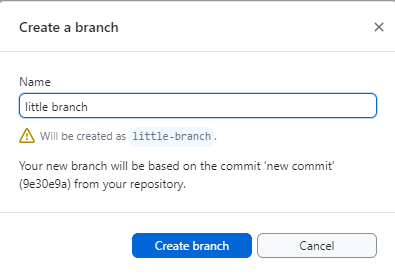 Create a branch
Name
little branch
Will be created as little-branch.
Your new branch will be based on the commit 'new commit'
(9e30e9a) from your repository.
Create branch
Cancel